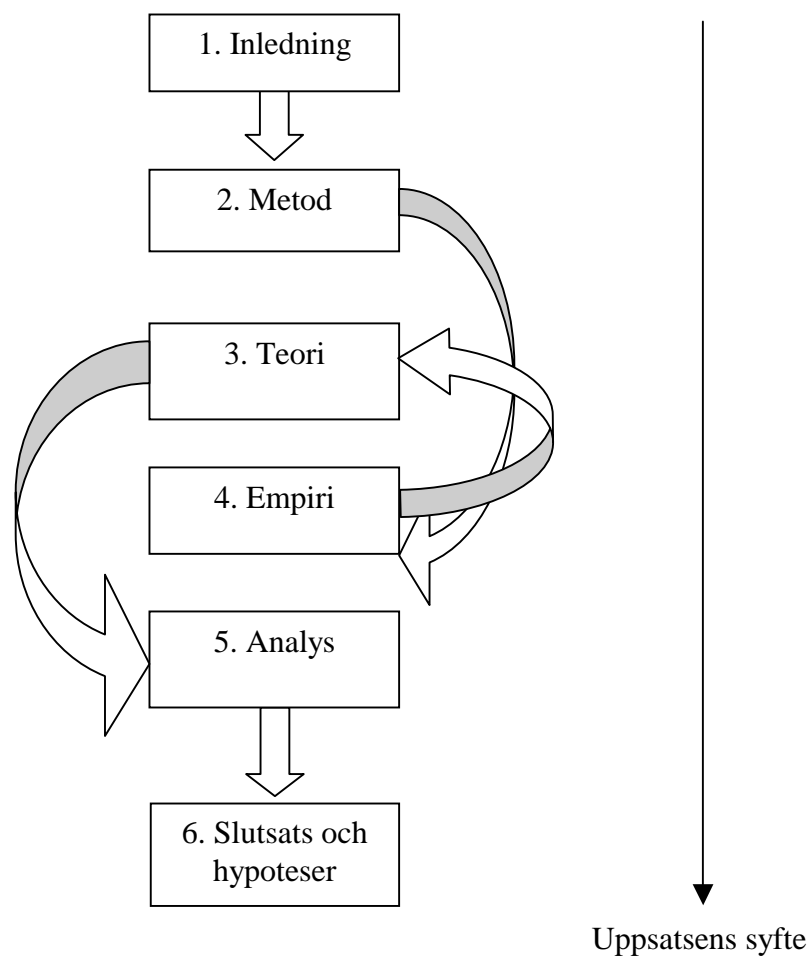 1. Inledning
2. Metod
3. Teori
4. Empiri
5. Analys
6. Slutsats och
hypoteser
Uppsatsens syfte